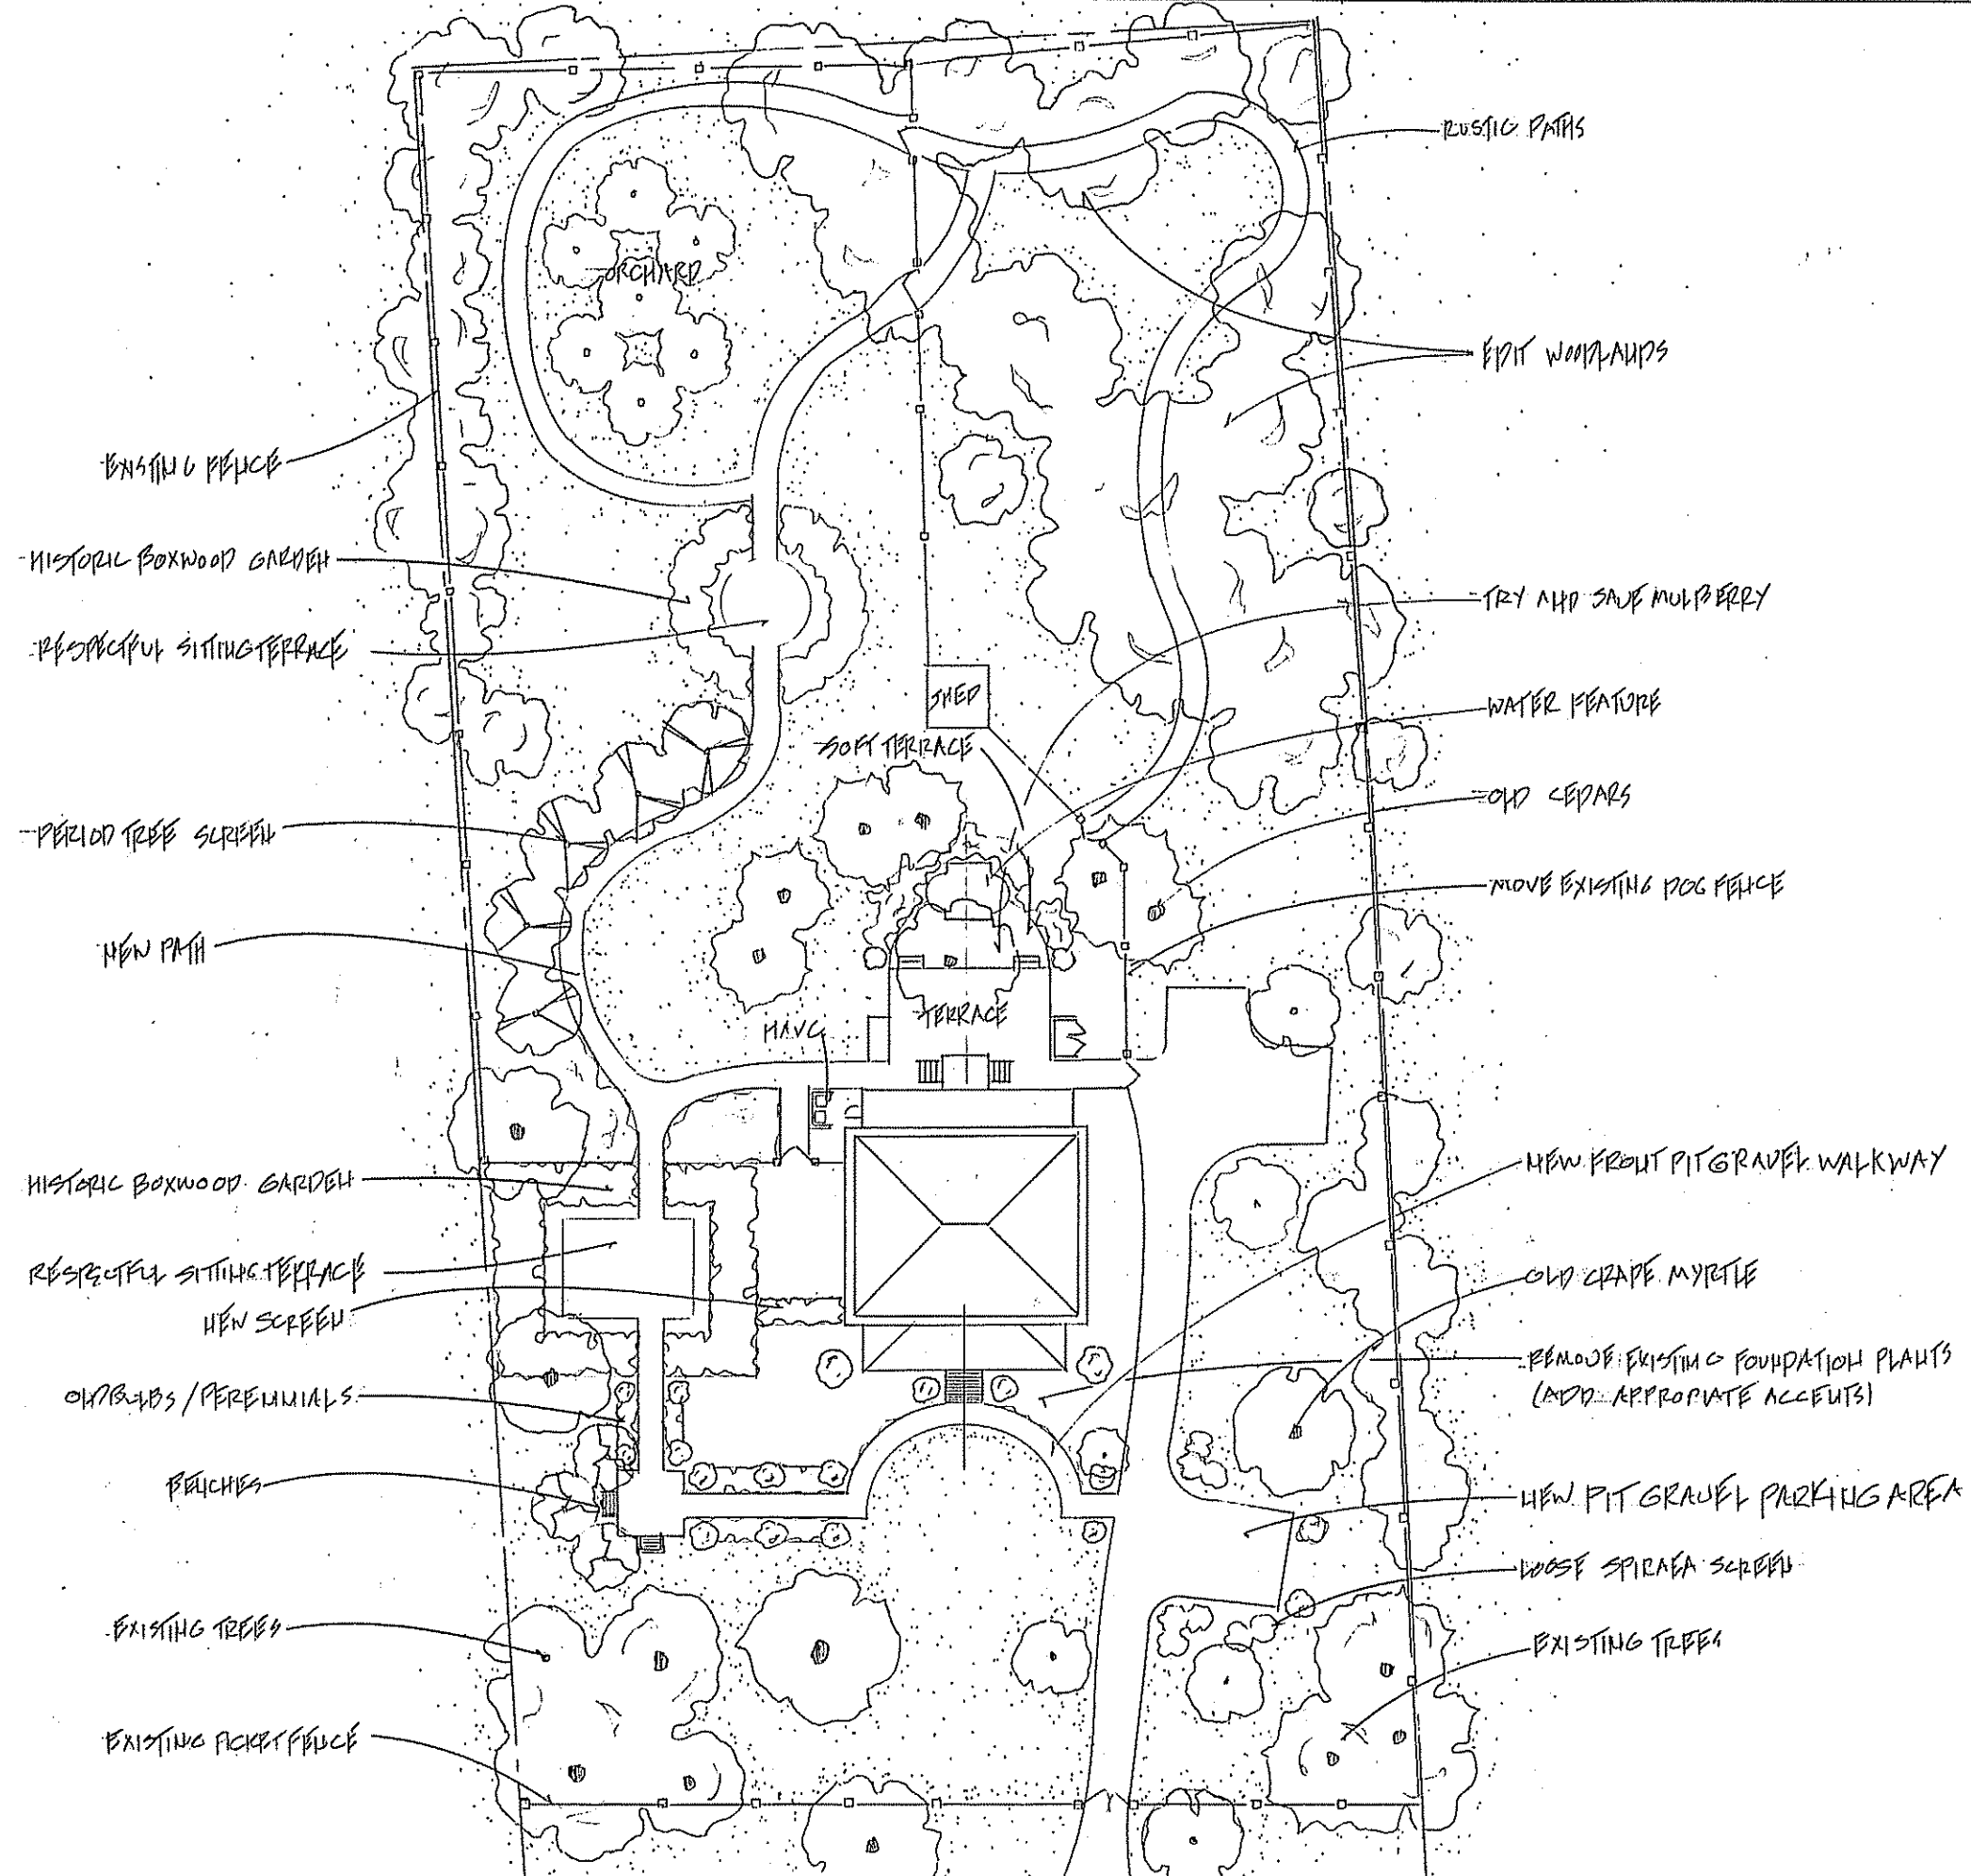 RUSTIC PATHS
ORCHARD
EDIT WOODLANDS
EXISTING FENCE
HISTORIC BOXWOOD GARDEN
RESPECTFUL SITTING TERRACE
TRY AND SAVE MULBERRY
SHED
WATER FEATURE
SOFT TERRACE
OLD CEDARS
PERIOD TREE SCREEN
MOVE EXISTING DOG FENCE
NEW PATH
TERRACE
HAVC
NEW FRONT PIT GRAVEL WALKWAY
HISTORIC BOXWOOD GARDEN
RESPECTFUL SITTING TERRACE
OLD CRAPE MYRTLE
NEW SCREEN
REMOVE EXISTING FOUNDATION PLANTS
(ADD APPROPIATE ACCENTS)
OLD BULBS / PERENNIALS
BENCHES
NEW PIT GRAVEL PARKING AREA
LOOSE SPIRAEA SCREEN
EXISTING TREES
EXISTING TREES
EXISTING PICKET FENCE